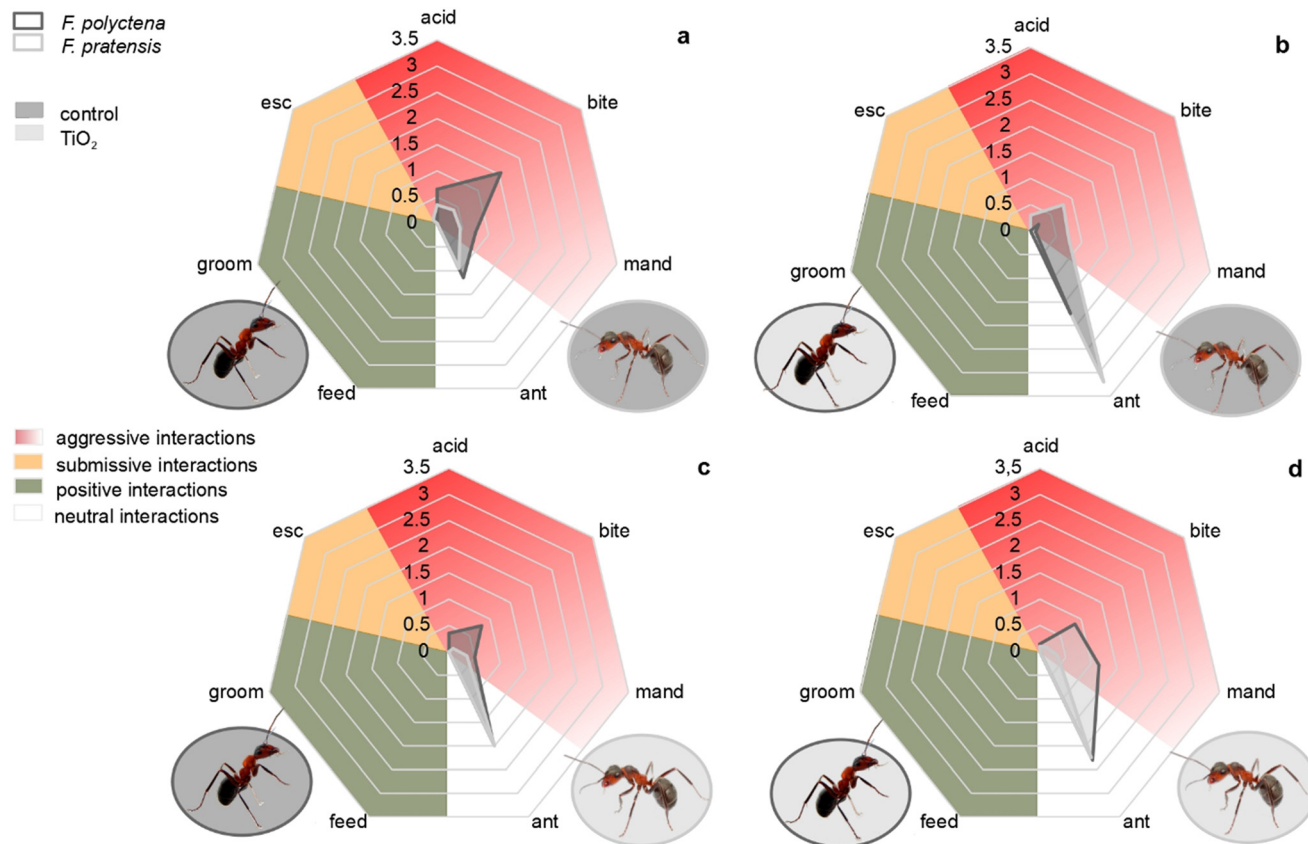 F. polyctena
F. pratensis
control
TiO₂
aggressive interactions
submissive interactions
positive interactions
neutral interactions
a
acid
3.5
3
2.5
2
1.5
1
0.5
0
bite
mand
ant
feed
groom
esc
b
acid
3.5
3
2.5
2
1.5
1
0.5
0
bite
mand
ant
feed
groom
esc
c
acid
3.5
3
2.5
2
1.5
1
0.5
0
bite
mand
ant
feed
groom
esc
d
acid
3,5
3
2.5
2
1.5
1
0.5
0
bite
mand
ant
feed
groom
esc